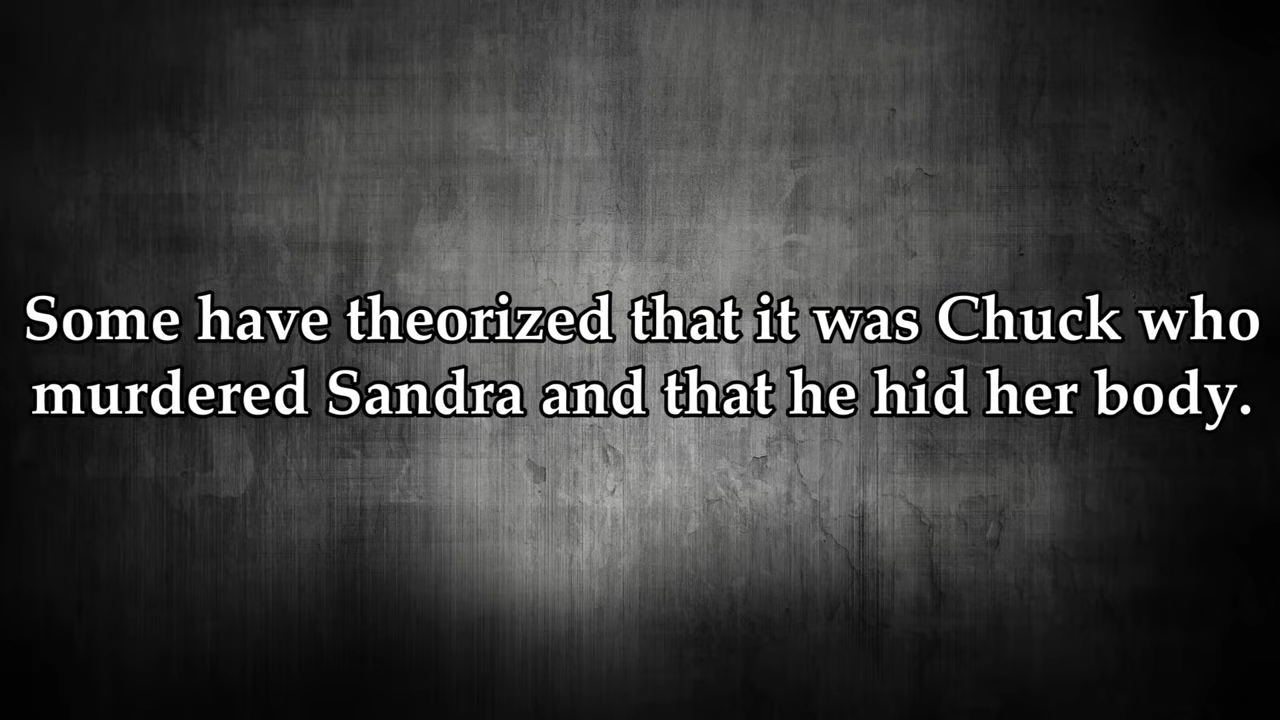 Some have theorized that it was Chuck who
murdered Sandra and that he hid her body.